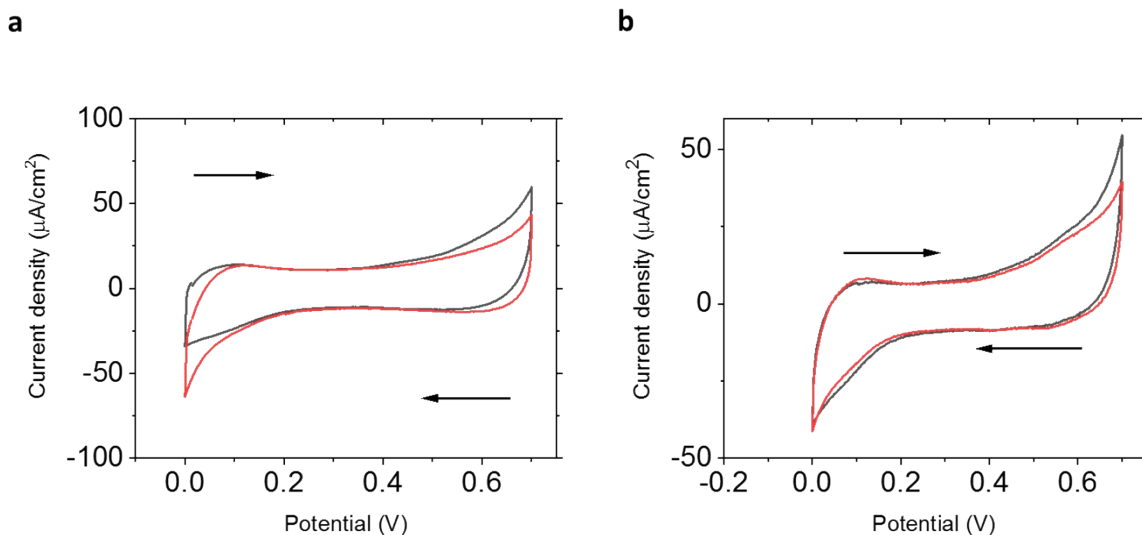 a
b
100
50
0
-50
-100
0.0 0.2 0.4 0.6
Current density (µA/cm²)
Potential (V)
50
0
-50
-0.2 0.0 0.2 0.4 0.6
Current density (µA/cm²)
Potential (V)